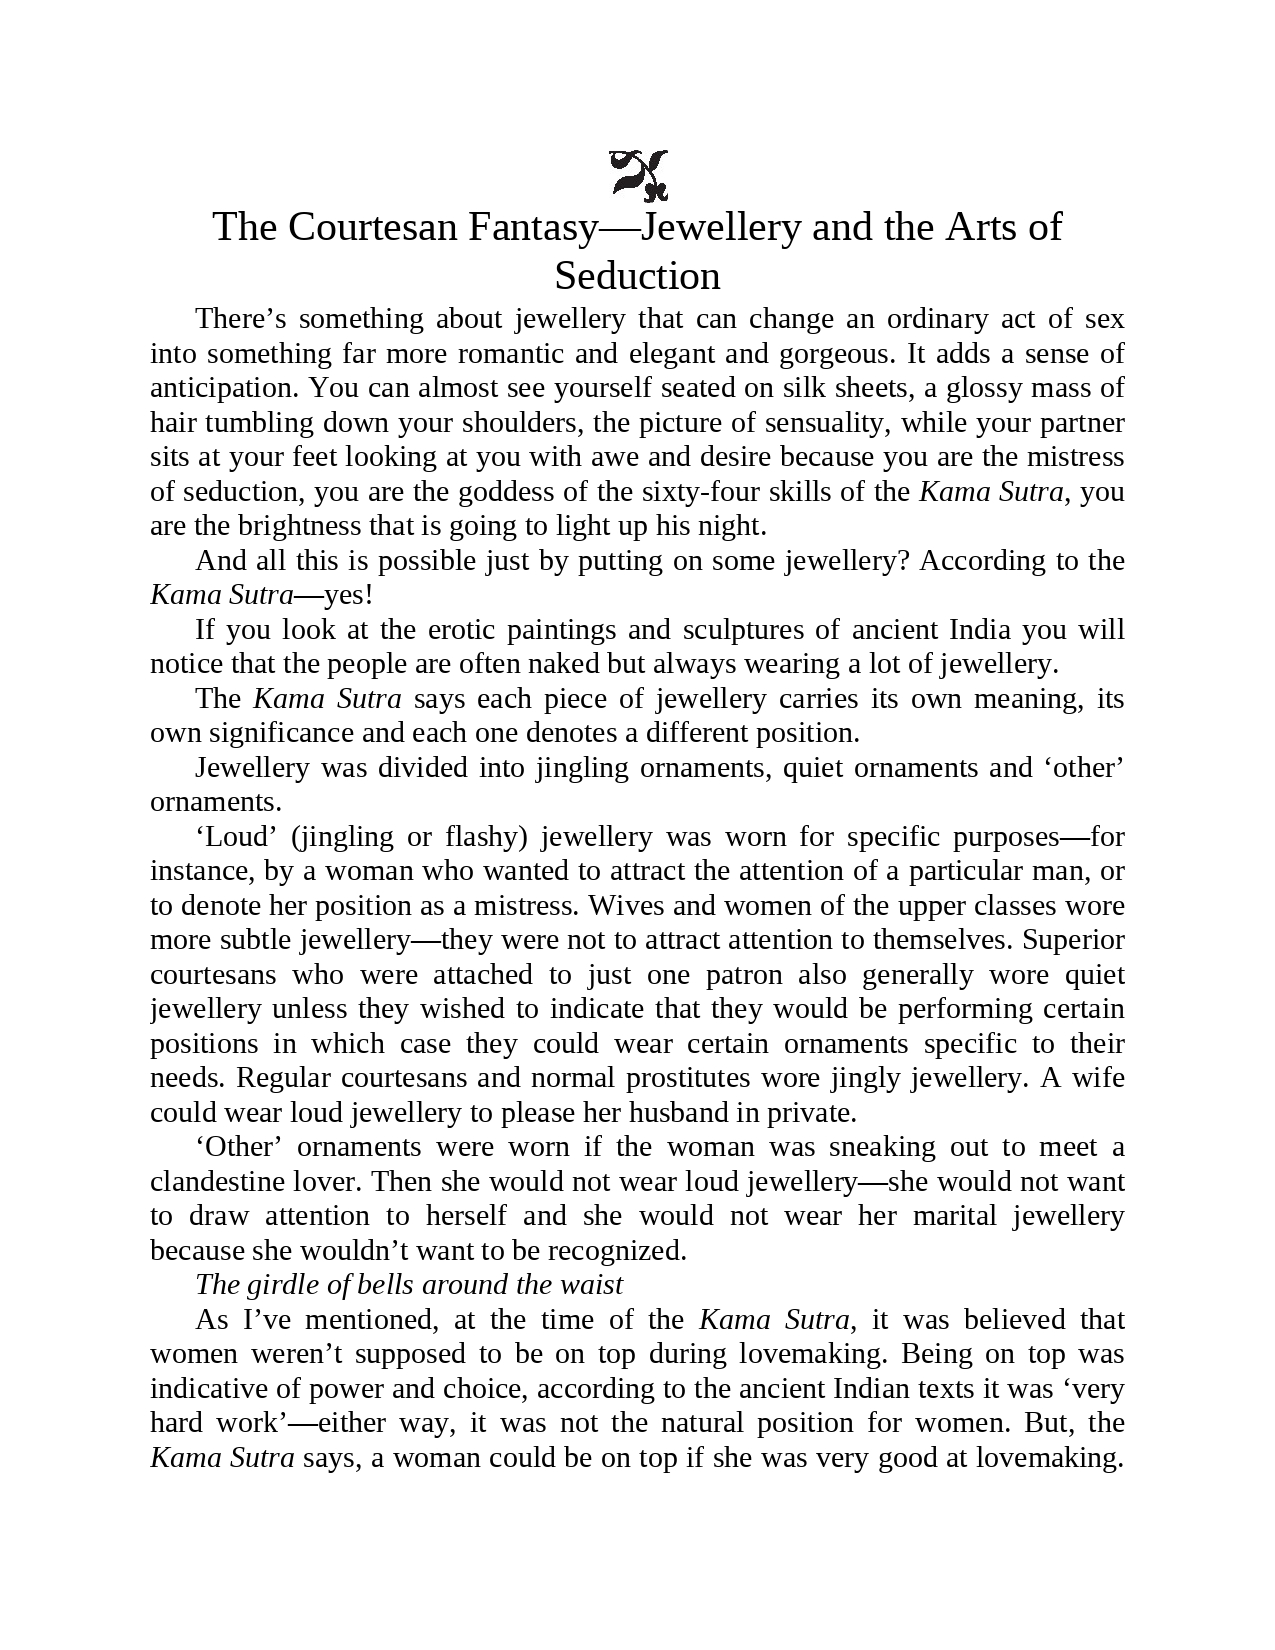 The Courtesan Fantasy—Jewellery and the Arts of
Seduction
There’s something about jewellery that can change an ordinary act of sex
into something far more romantic and elegant and gorgeous. It adds a sense of
anticipation. You can almost see yourself seated on silk sheets, a glossy mass of
hair tumbling down your shoulders, the picture of sensuality, while your partner
sits at your feet looking at you with awe and desire because you are the mistress
of seduction, you are the goddess of the sixty-four skills of the Kama Sutra, you
are the brightness that is going to light up his night.
And all this is possible just by putting on some jewellery? According to the
Kama Sutra—yes!
If you look at the erotic paintings and sculptures of ancient India you will
notice that the people are often naked but always wearing a lot of jewellery.
The Kama Sutra says each piece of jewellery carries its own meaning, its
own significance and each one denotes a different position.
Jewellery was divided into jingling ornaments, quiet ornaments and ‘other’
ornaments.
‘Loud’ (jingling or flashy) jewellery was worn for specific purposes—for
instance, by a woman who wanted to attract the attention of a particular man, or
to denote her position as a mistress. Wives and women of the upper classes wore
more subtle jewellery—they were not to attract attention to themselves. Superior
courtesans who were attached to just one patron also generally wore quiet
jewellery unless they wished to indicate that they would be performing certain
positions in which case they could wear certain ornaments specific to their
needs. Regular courtesans and normal prostitutes wore jingly jewellery. A wife
could wear loud jewellery to please her husband in private.
‘Other’ ornaments were worn if the woman was sneaking out to meet a
clandestine lover. Then she would not wear loud jewellery—she would not want
to draw attention to herself and she would not wear her marital jewellery
because she wouldn’t want to be recognized.
The girdle of bells around the waist
As I’ve mentioned, at the time of the Kama Sutra, it was believed that
women weren’t supposed to be on top during lovemaking. Being on top was
indicative of power and choice, according to the ancient Indian texts it was ‘very
hard work’—either way, it was not the natural position for women. But, the
Kama Sutra says, a woman could be on top if she was very good at lovemaking.